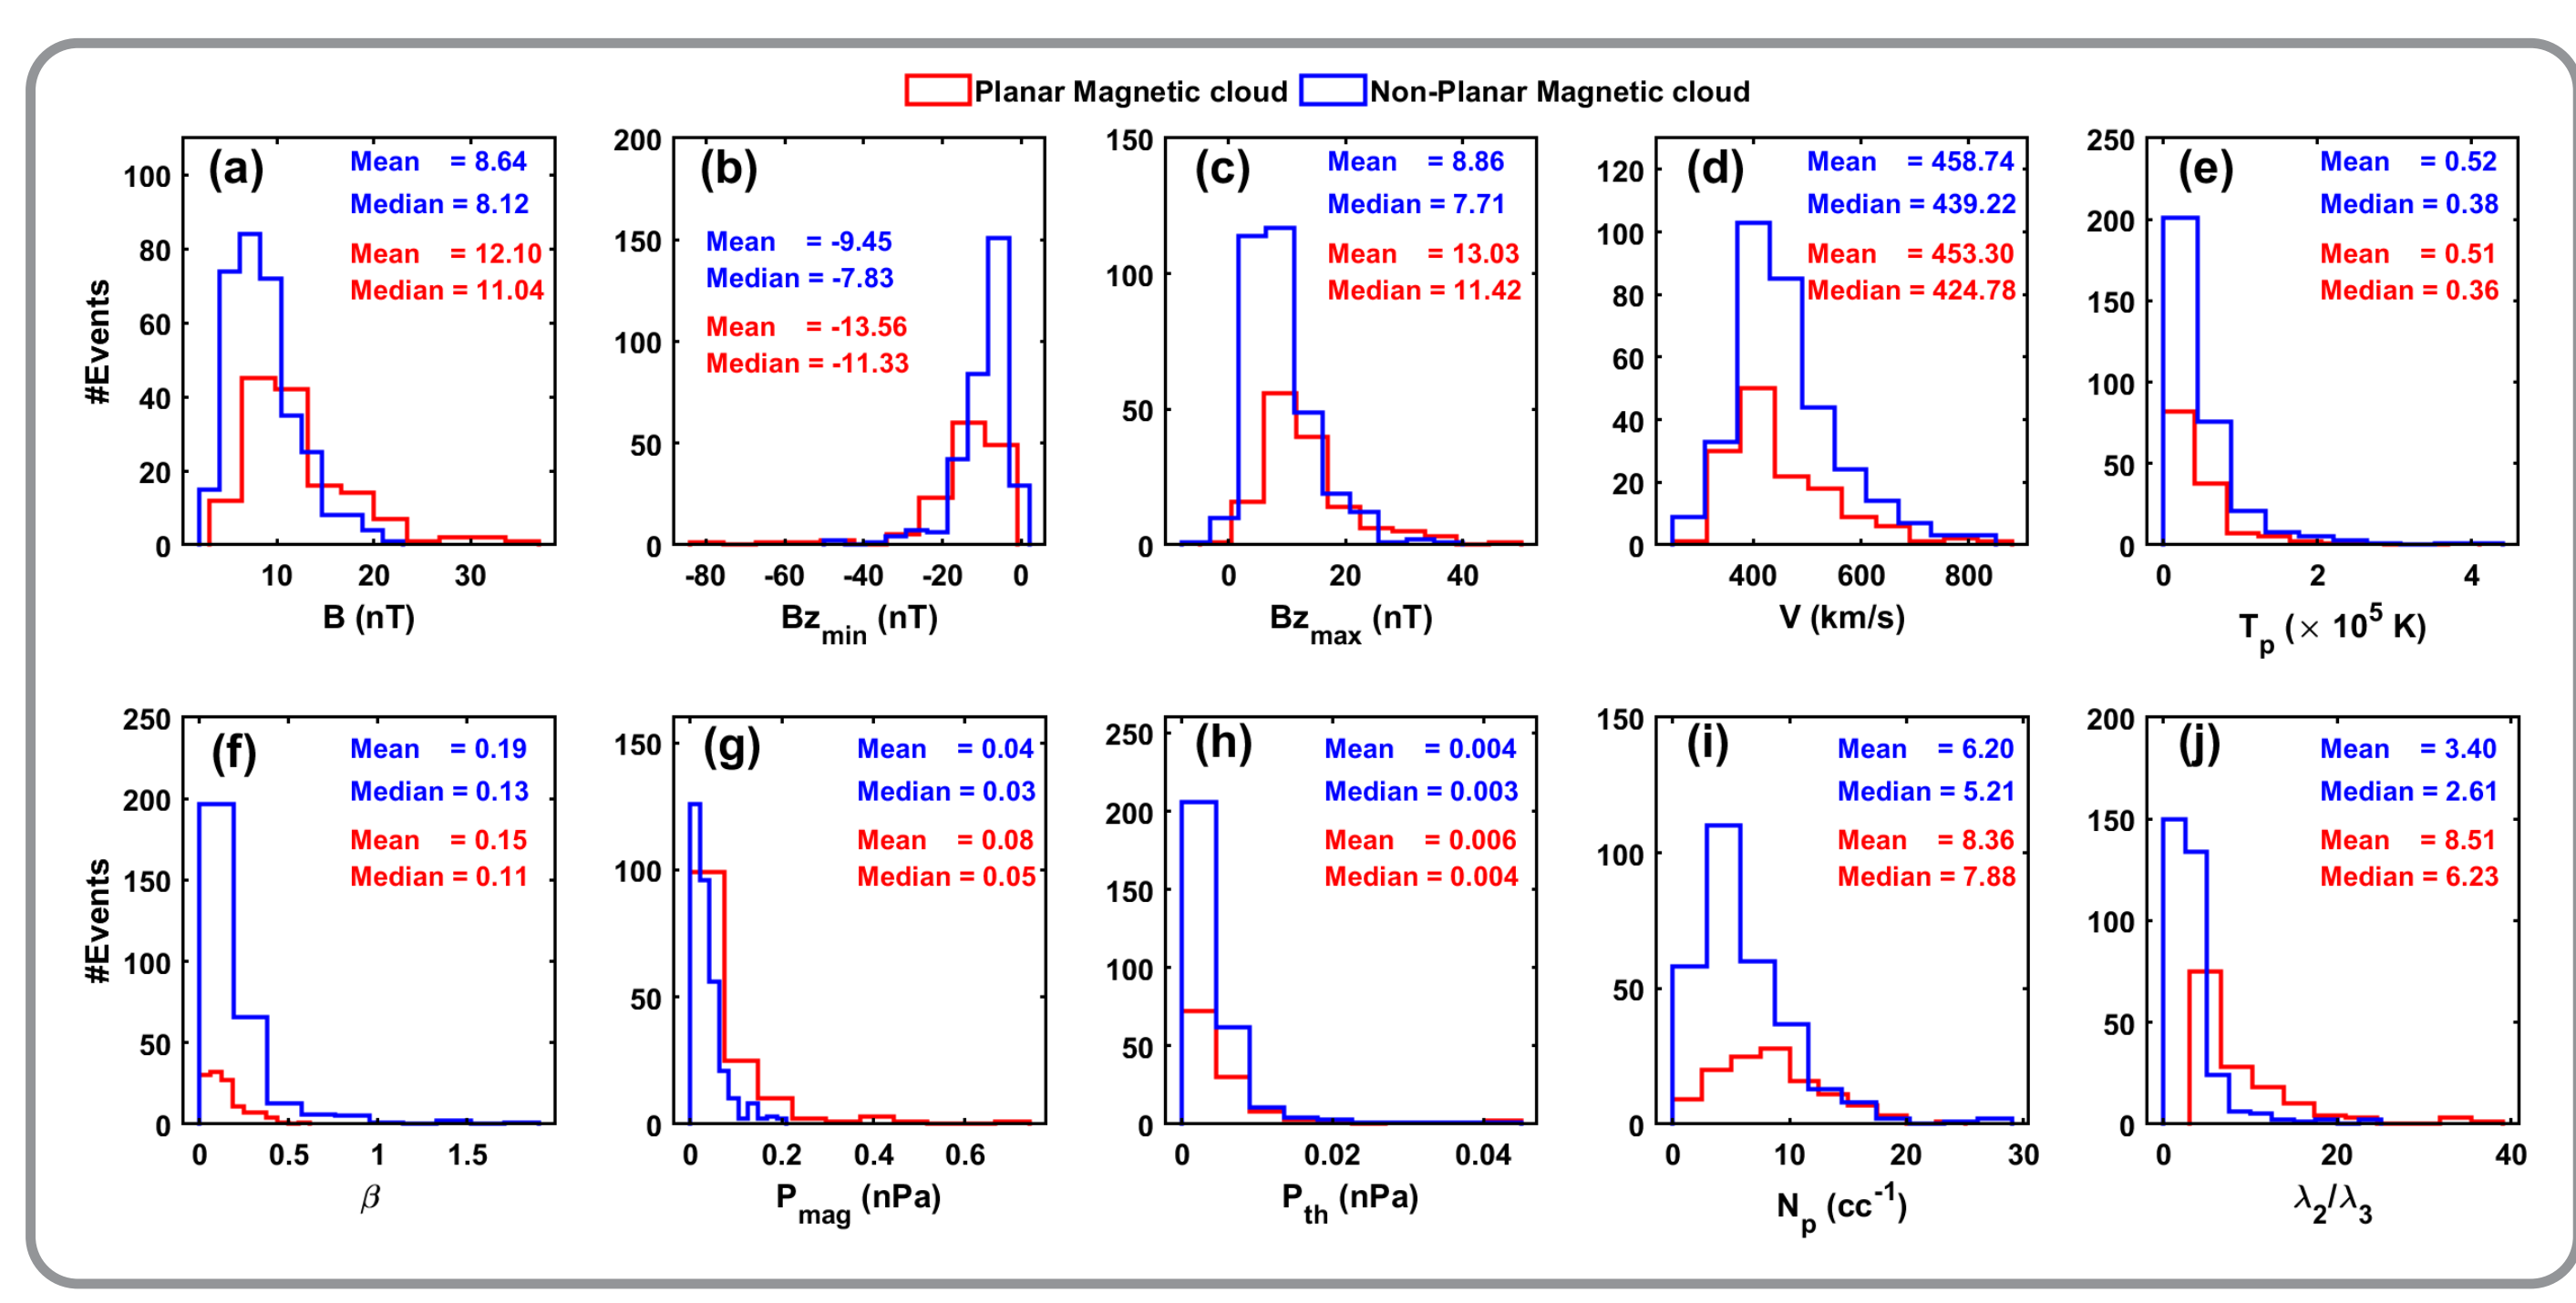 Planar Magnetic cloud Non-Planar Magnetic cloud
(a)
Mean = 8.64
Median = 8.12
Mean = 12.10
Median = 11.04
#Events
100
80
60
40
20
0
10 20 30
B (nT)
(b)
Mean = -9.45
Median = -7.83
Mean = -13.56
Median = -11.33
200
150
100
50
0
-80 -60 -40 -20 0
Bz_min (nT)
(c)
Mean = 8.86
Median = 7.71
Mean = 13.03
Median = 11.42
150
100
50
0
0 20 40
Bz_max (nT)
(d)
Mean = 458.74
Median = 439.22
Mean = 453.30
Median = 424.78
120
100
80
60
40
20
0
400 600 800
V (km/s)
(e)
Mean = 0.52
Median = 0.38
Mean = 0.51
Median = 0.36
250
200
150
100
50
0
0 2 4
T_p (× 10^5 K)
(f)
Mean = 0.19
Median = 0.13
Mean = 0.15
Median = 0.11
#Events
250
200
150
100
50
0
0 0.5 1 1.5
β
(g)
Mean = 0.04
Median = 0.03
Mean = 0.08
Median = 0.05
150
100
50
0
0 0.2 0.4 0.6
P_mag (nPa)
(h)
Mean = 0.004
Median = 0.003
Mean = 0.006
Median = 0.004
250
200
150
100
50
0
0 0.02 0.04
P_th (nPa)
(i)
Mean = 6.20
Median = 5.21
Mean = 8.36
Median = 7.88
150
100
50
0
0 10 20 30
N_p (cc^-1)
(j)
Mean = 3.40
Median = 2.61
Mean = 8.51
Median = 6.23
200
150
100
50
0
0 20 40
λ_2/λ_3